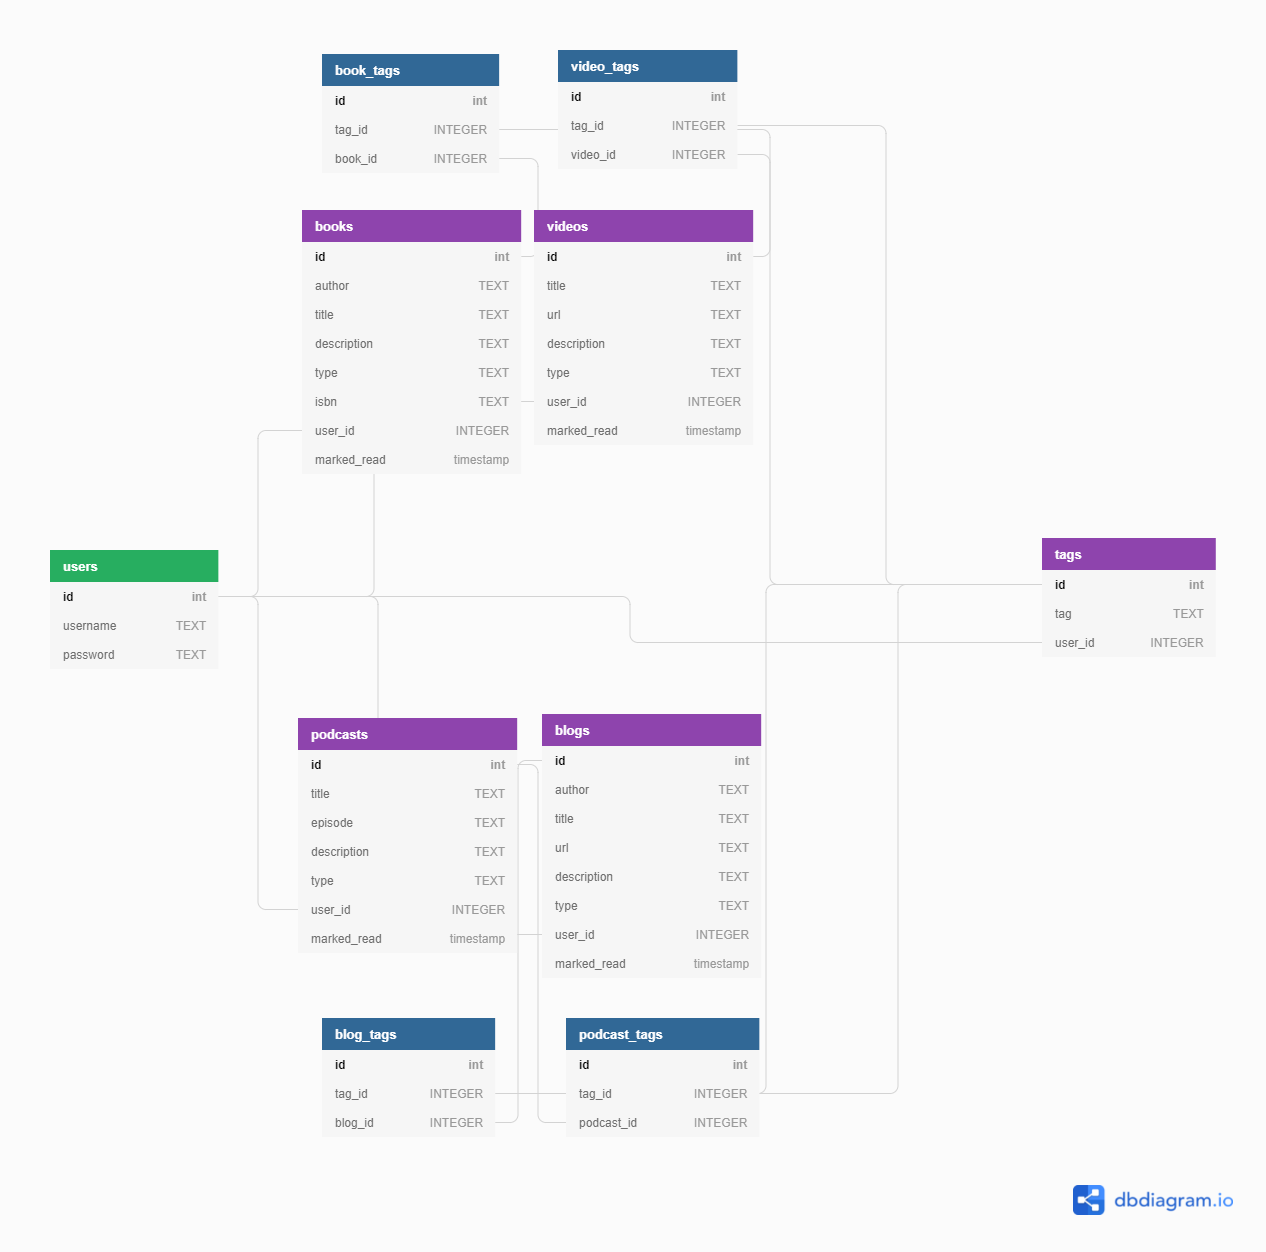 book_tags
id int
tag_id INTEGER
book_id INTEGER
video_tags
id int
tag_id INTEGER
video_id INTEGER
books
id int
author TEXT
title TEXT
description TEXT
type TEXT
isbn TEXT
user_id INTEGER
marked_read timestamp
videos
id int
title TEXT
url TEXT
description TEXT
type TEXT
user_id INTEGER
marked_read timestamp
users
id int
username TEXT
password TEXT
tags
id int
tag TEXT
user_id INTEGER
podcasts
id int
title TEXT
episode TEXT
description TEXT
type TEXT
user_id INTEGER
marked_read timestamp
blogs
id int
author TEXT
title TEXT
url TEXT
description TEXT
type TEXT
user_id INTEGER
marked_read timestamp
blog_tags
id int
tag_id INTEGER
blog_id INTEGER
podcast_tags
id int
tag_id INTEGER
podcast_id INTEGER
dbdiagram.io